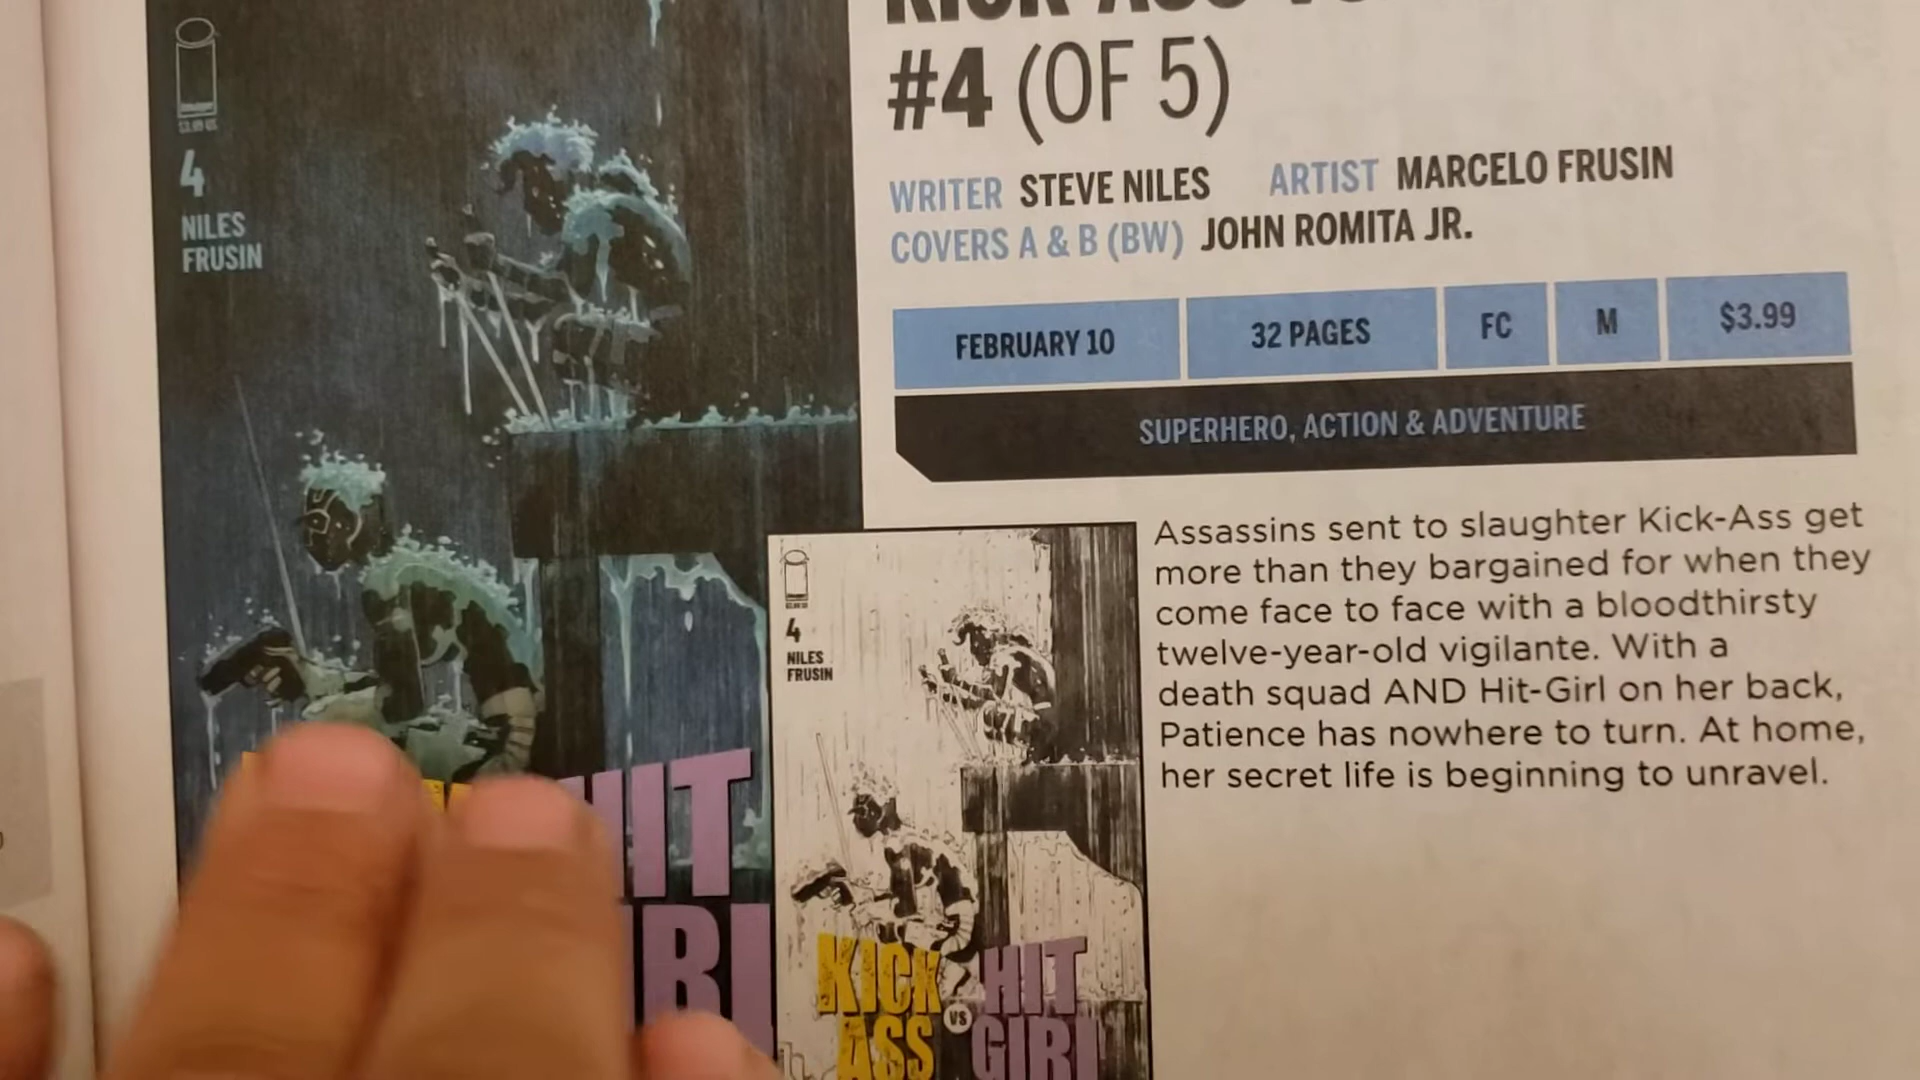 #4 (OF 5)
WRITER STEVE NILES ARTIST MARCELO FRUSIN
COVERS A & B (BW) JOHN ROMITA JR.
FEBRUARY 10 32 PAGES FC M $3.99
SUPERHERO, ACTION & ADVENTURE
Assassins sent to slaughter Kick-Ass get
more than they bargained for when they
come face to face with a bloodthirsty
twelve-year-old vigilante. With a
death squad AND Hit-Girl on her back,
Patience has nowhere to turn. At home,
her secret life is beginning to unravel.
4
NILES
FRUSIN
HIT
4
NILES
FRUSIN
KICK HIT
ASS VS GIRL